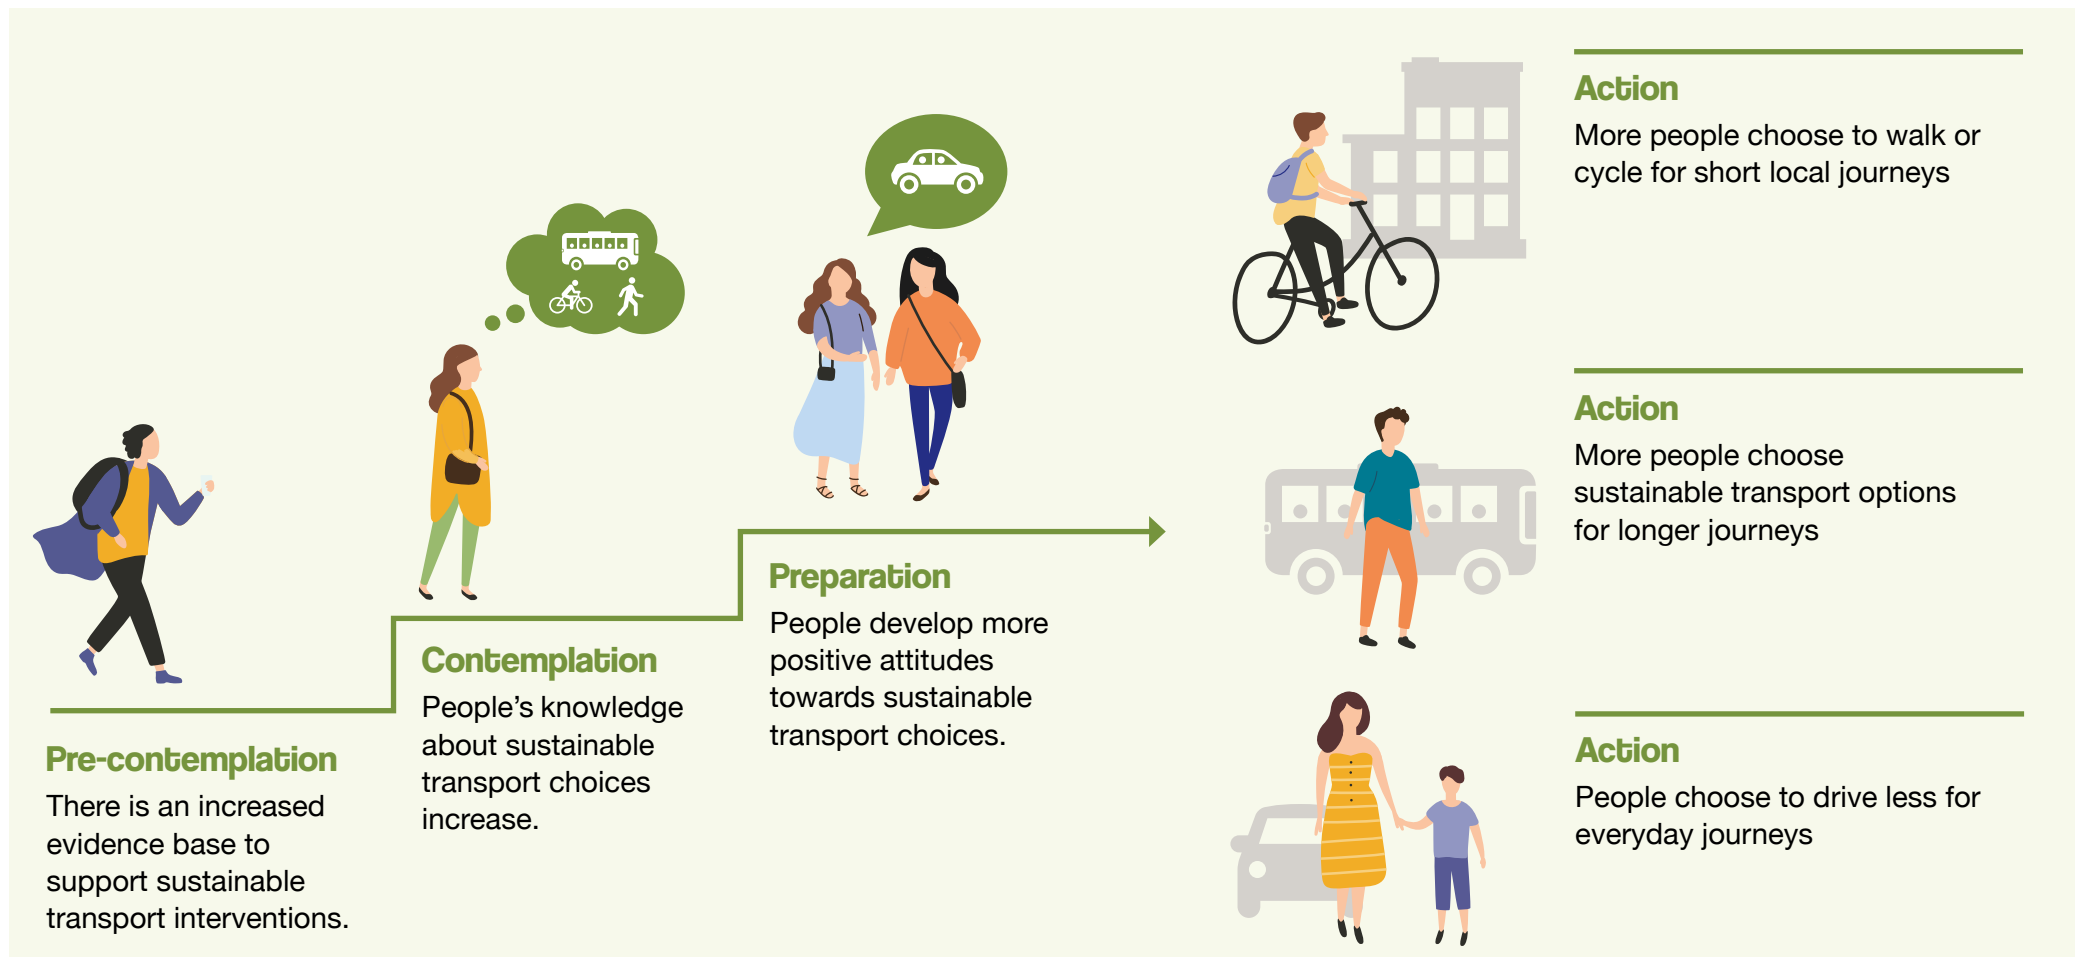 Pre-contemplation
There is an increased
evidence base to
support sustainable
transport interventions.
Contemplation
People’s knowledge
about sustainable
transport choices
increase.
Preparation
People develop more
positive attitudes
towards sustainable
transport choices.
Action
More people choose to walk or
cycle for short local journeys
Action
More people choose
sustainable transport options
for longer journeys
Action
People choose to drive less for
everyday journeys